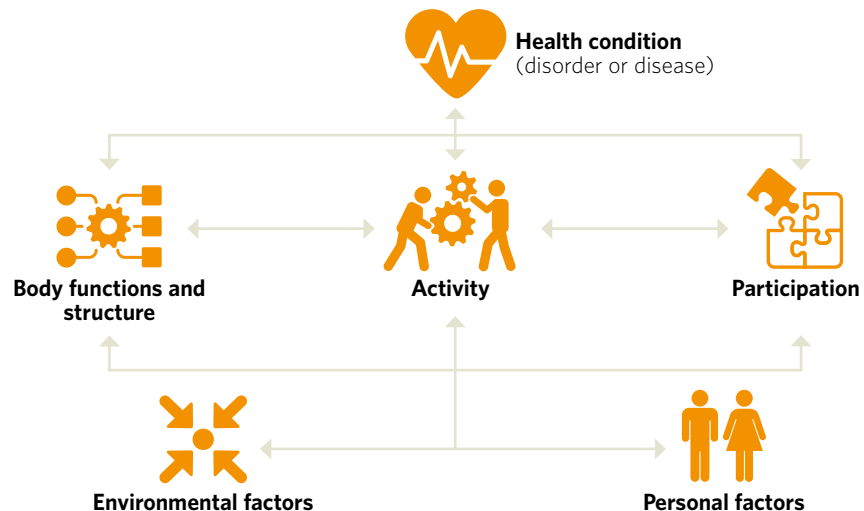 Health condition
(disorder or disease)
Body functions and
structure
Activity
Participation
Environmental factors
Personal factors